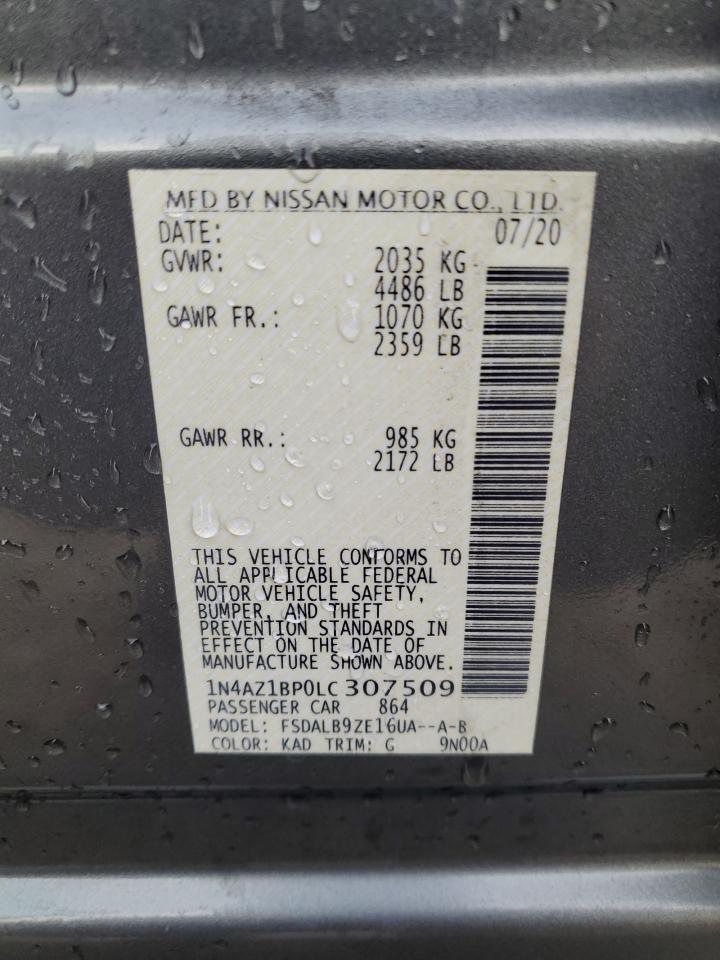 MFD BY NISSAN MOTOR CO., LTD.
DATE: 07/20
GVWR: 2035 KG
4486 LB
GAWR FR.: 1070 KG
2359 LB
GAWR RR.: 985 KG
2172 LB
THIS VEHICLE CONFORMS TO
ALL APPLICABLE FEDERAL
MOTOR VEHICLE SAFETY,
BUMPER, AND THEFT
PREVENTION STANDARDS IN
EFFECT ON THE DATE OF
MANUFACTURE SHOWN ABOVE.
1N4AZ1BP0LC307509
PASSENGER CAR 864
MODEL: FSDALB9ZE16UA--A-B
COLOR: KAD TRIM: G 9N00A